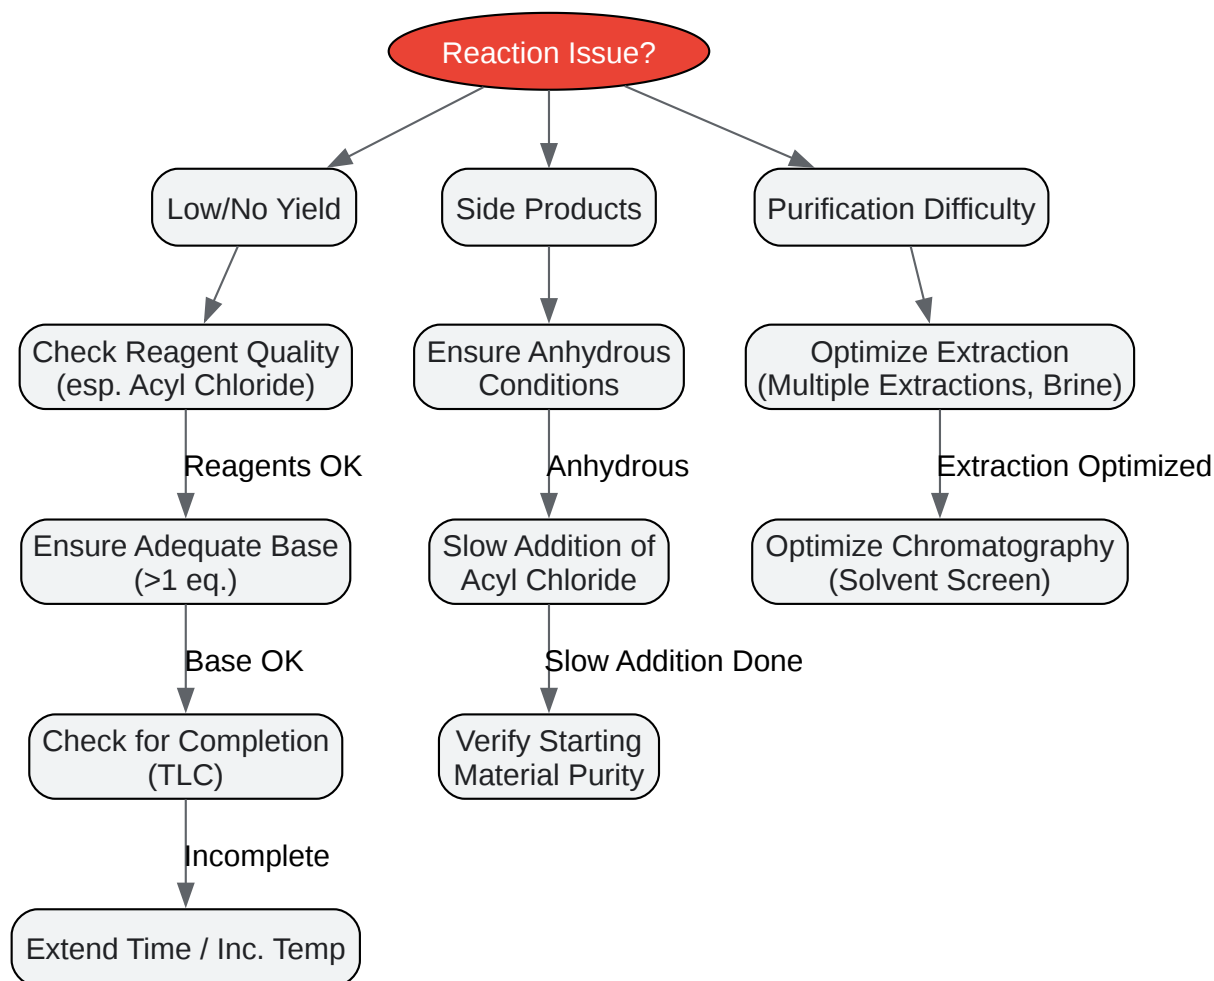 Reaction Issue?
Low/No Yield
Side Products
Purification Difficulty
Check Reagent Quality
(esp. Acyl Chloride)
Ensure Anhydrous
Conditions
Optimize Extraction
(Multiple Extractions, Brine)
Reagents OK
Anhydrous
Extraction Optimized
Ensure Adequate Base
(>1 eq.)
Slow Addition of
Acyl Chloride
Optimize Chromatography
(Solvent Screen)
Base OK
Slow Addition Done
Check for Completion
(TLC)
Verify Starting
Material Purity
Incomplete
Extend Time / Inc. Temp